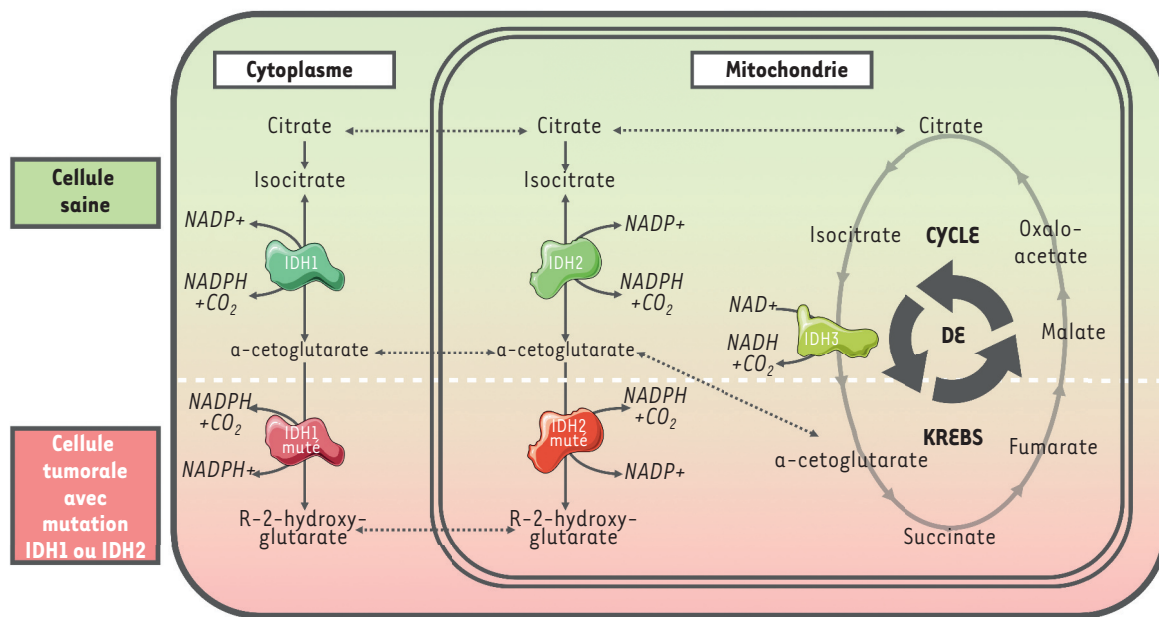 Cytoplasme
Mitochondrie
Citrate
Citrate
Citrate
Cellule
saine
Isocitrate
Isocitrate
NADP+
NADP+
Isocitrate
CYCLE
Oxalo-
acetate
IDH1
IDH2
NADPH
+CO₂
NADPH
+CO₂
NAD+
IDH3
DE
Malate
NADH
+CO₂
α-cetoglutarate
α-cetoglutarate
NADPH
+CO₂
NADPH
+CO₂
IDH1
muté
IDH2
muté
KREBS
Fumarate
α-cetoglutarate
NADPH+
NADP+
Cellule
tumorale
avec
mutation
IDH1 ou IDH2
R-2-hydroxy-
glutarate
R-2-hydroxy-
glutarate
Succinate